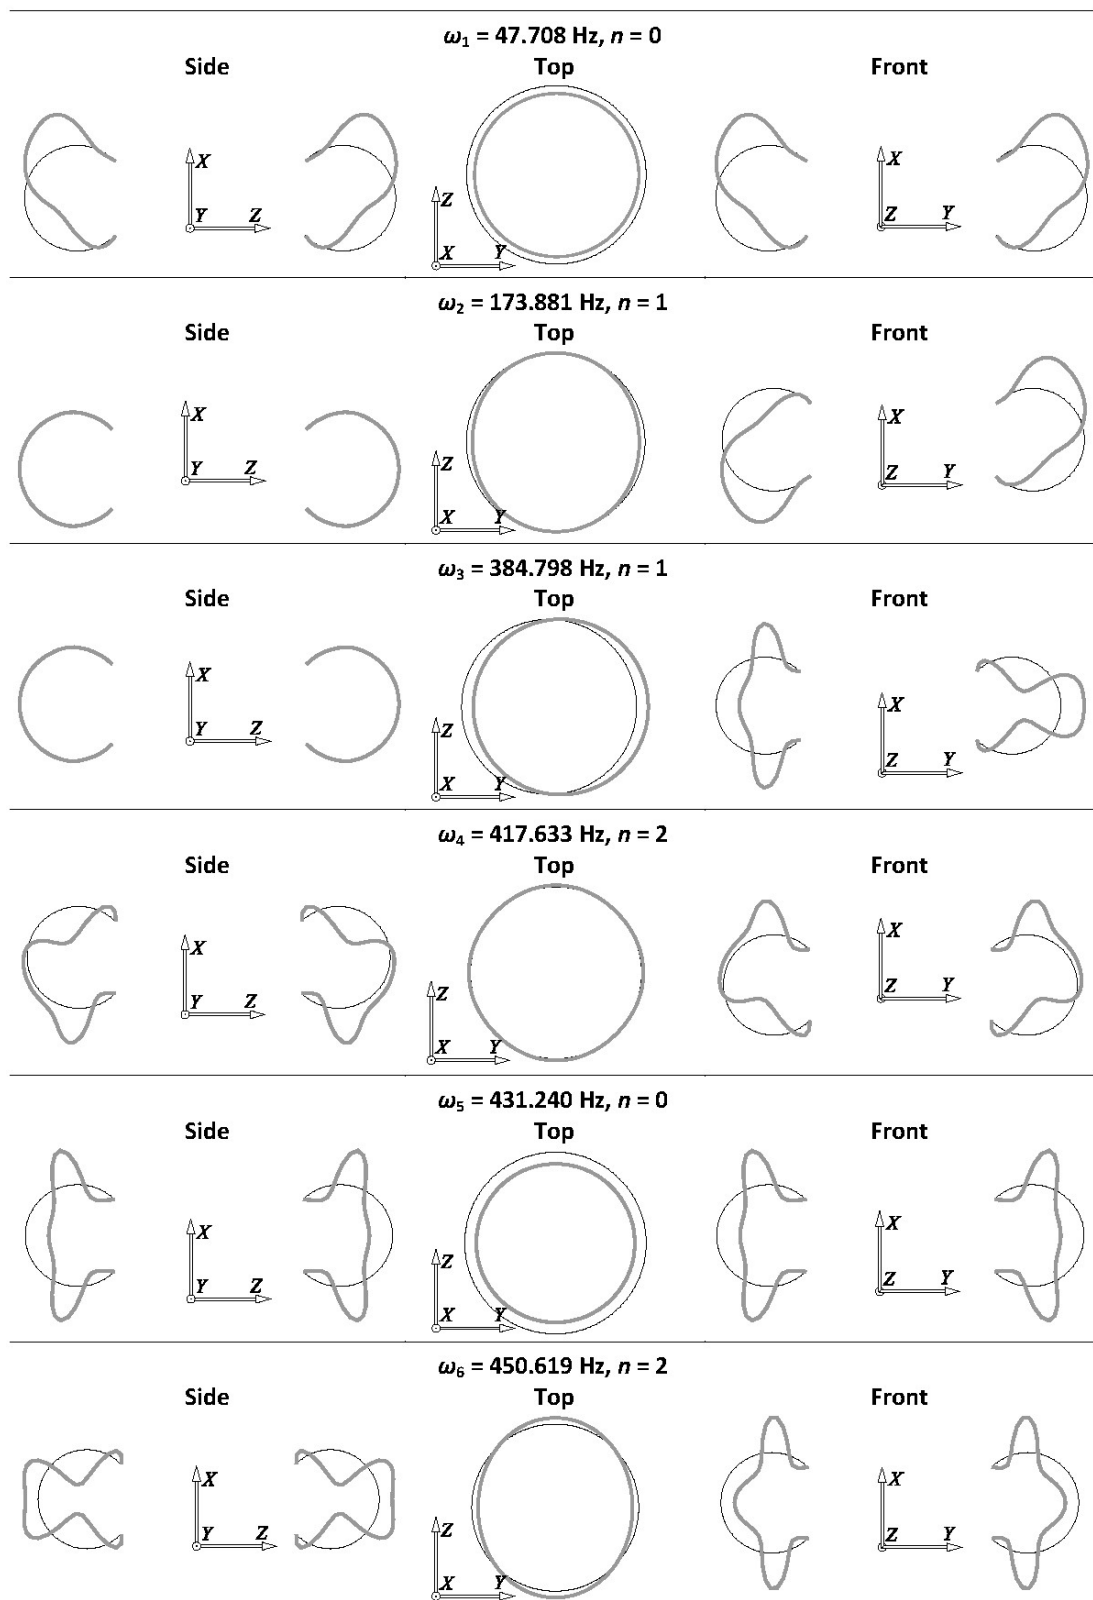 ω1 = 47.708 Hz, n = 0
Side Top Front
X Y Z
Z X Y
X Z Y
ω2 = 173.881 Hz, n = 1
Side Top Front
X Y Z
Z X Y
X Z Y
ω3 = 384.798 Hz, n = 1
Side Top Front
X Y Z
Z X Y
X Z Y
ω4 = 417.633 Hz, n = 2
Side Top Front
X Y Z
Z X Y
X Z Y
ω5 = 431.240 Hz, n = 0
Side Top Front
X Y Z
Z X Y
X Z Y
ω6 = 450.619 Hz, n = 2
Side Top Front
X Y Z
Z X Y
X Z Y